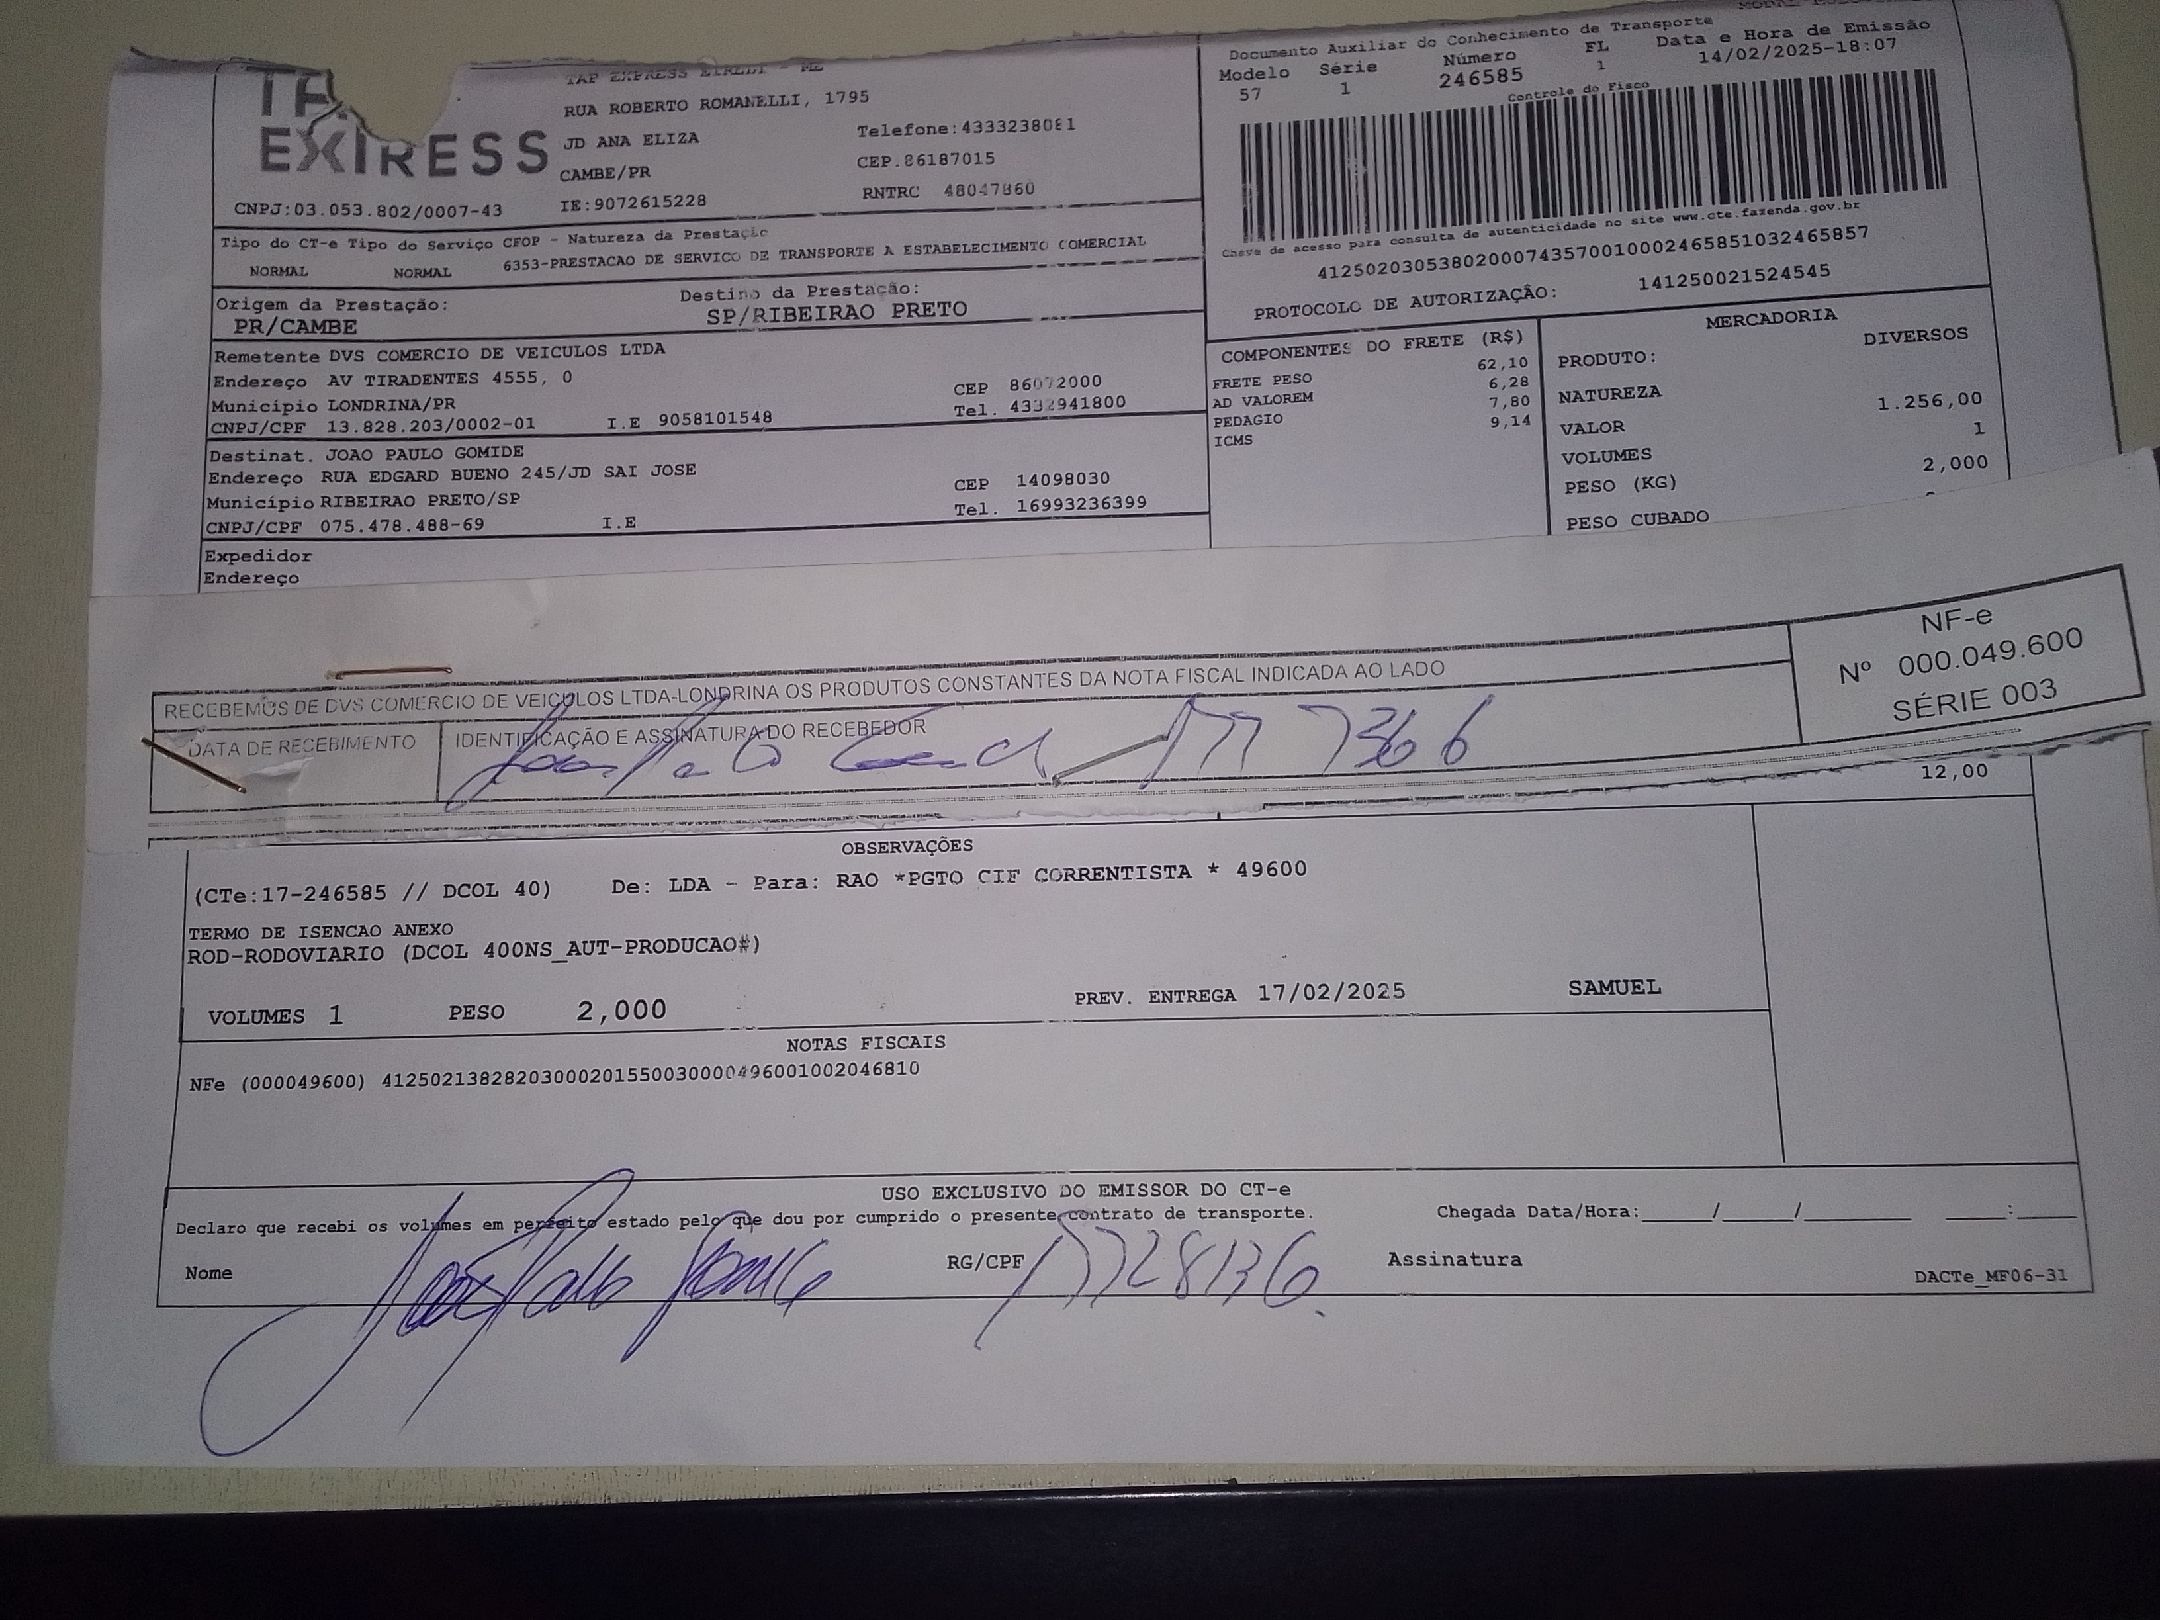 EXPRESS
TAP EXPRESS EIRELI - ME
RUA ROBERTO ROMANELLI, 1795
JD ANA ELIZA
Telefone:4333238081
CAMBE/PR
CEP.86187015
CNPJ:03.053.802/0007-43
IE:9072615228
RNTRC 48047860
Documento Auxiliar do Conhecimento de Transporte
Modelo Série Número FL Data e Hora de Emissão
57 1 246585 1 14/02/2025-18:07
Controle do Fisco
Chave de acesso para consulta de autenticidade no site www.cte.fazenda.gov.br
41250203053802000743570010002465851032465857
PROTOCOLO DE AUTORIZAÇÃO: 141250021524545
Tipo do CT-e Tipo do Serviço CFOP - Natureza da Prestação
NORMAL NORMAL 6353-PRESTACAO DE SERVICO DE TRANSPORTE A ESTABELECIMENTO COMERCIAL
Origem da Prestação: Destino da Prestação:
PR/CAMBE SP/RIBEIRAO PRETO
Remetente DVS COMERCIO DE VEICULOS LTDA
Endereço AV TIRADENTES 4555, 0 CEP 86072000
Município LONDRINA/PR Tel. 4332941800
CNPJ/CPF 13.828.203/0002-01 I.E 9058101548
Destinat. JOAO PAULO GOMIDE
Endereço RUA EDGARD BUENO 245/JD SAI JOSE CEP 14098030
Município RIBEIRAO PRETO/SP Tel. 16993236399
CNPJ/CPF 075.478.488-69 I.E
Expedidor
Endereço
COMPONENTES DO FRETE (R$)
FRETE PESO 62,10
AD VALOREM 6,28
PEDAGIO 7,80
ICMS 9,14
MERCADORIA
PRODUTO: DIVERSOS
NATUREZA
VALOR 1.256,00
VOLUMES 1
PESO (KG) 2,000
PESO CUBADO
RECEBEMOS DE DVS COMERCIO DE VEICULOS LTDA-LONDRINA OS PRODUTOS CONSTANTES DA NOTA FISCAL INDICADA AO LADO
DATA DE RECEBIMENTO IDENTIFICAÇÃO E ASSINATURA DO RECEBEDOR
NF-e
Nº 000.049.600
SÉRIE 003
12,00
OBSERVAÇÕES
(CTe:17-246585 // DCOL 40) De: LDA - Para: RAO *PGTO CIF CORRENTISTA * 49600
TERMO DE ISENCAO ANEXO
ROD-RODOVIARIO (DCOL 400NS_AUT-PRODUCAO#)
VOLUMES 1 PESO 2,000 PREV. ENTREGA 17/02/2025 SAMUEL
NOTAS FISCAIS
NFe (000049600) 41250213828203000201550030000496001002046810
USO EXCLUSIVO DO EMISSOR DO CT-e
Declaro que recebi os volumes em perfeito estado pelo que dou por cumprido o presente contrato de transporte. Chegada Data/Hora:____/____/______ ___:___
Nome João Paulo Gomide RG/CPF Assinatura
DACTe_MF06-31